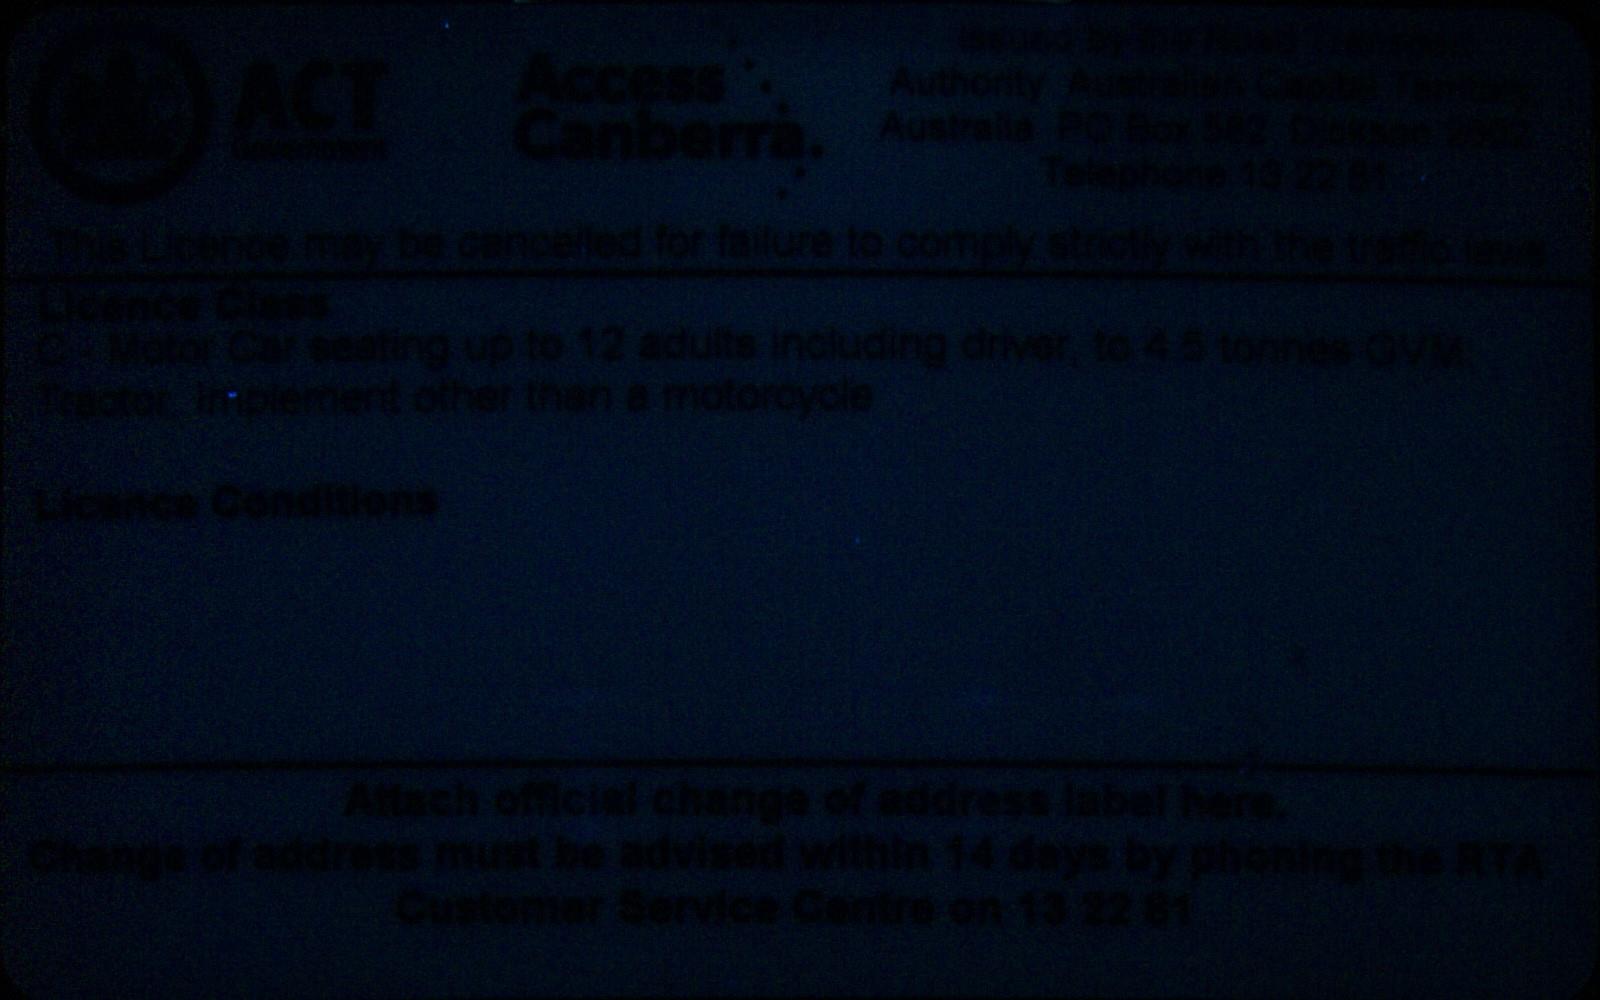 ACT
Government
Access
Canberra.
Issued by the Road Transport
Authority Australian Capital Territory,
Australia PO Box 582 Dickson 2602
Telephone 13 22 81
This Licence may be cancelled for failure to comply strictly with the traffic laws
Licence Class
C - Motor Car seating up to 12 adults including driver, to 4.5 tonnes GVM.
Tractor, implement other than a motorcycle
Licence Conditions
Attach official change of address label here.
Change of address must be advised within 14 days by phoning the RTA
Customer Service Centre on 13 22 81